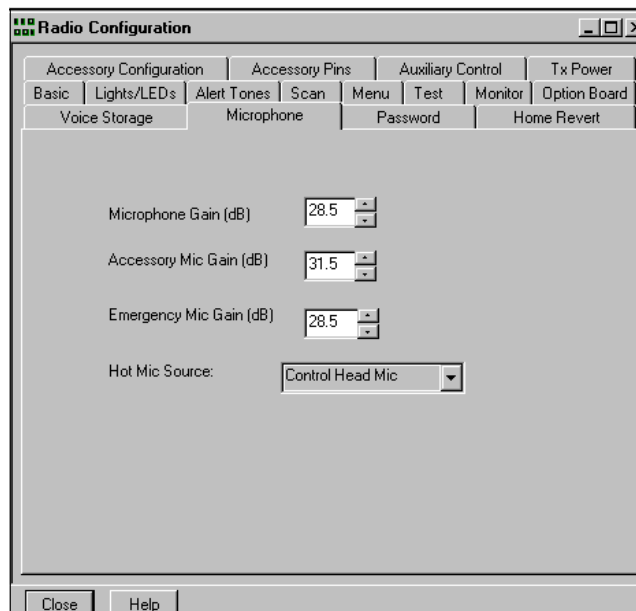 Radio Configuration
Accessory Configuration Accessory Pins Auxiliary Control Tx Power
Basic Lights/LEDs Alert Tones Scan Menu Test Monitor Option Board
Voice Storage Microphone Password Home Revert
Microphone Gain (dB) 28.5
Accessory Mic Gain (dB) 31.5
Emergency Mic Gain (dB) 28.5
Hot Mic Source: Control Head Mic
Close Help